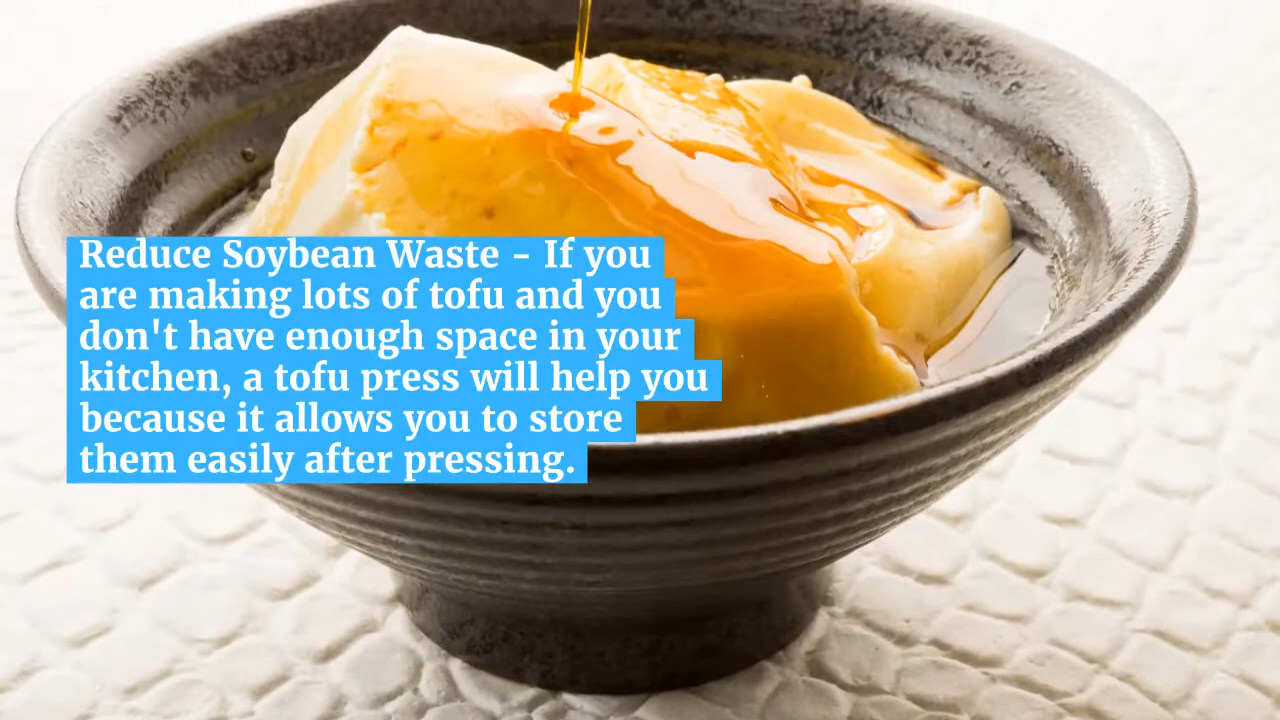 Reduce Soybean Waste - If you
are making lots of tofu and you
don't have enough space in your
kitchen, a tofu press will help you
because it allows you to store
them easily after pressing.